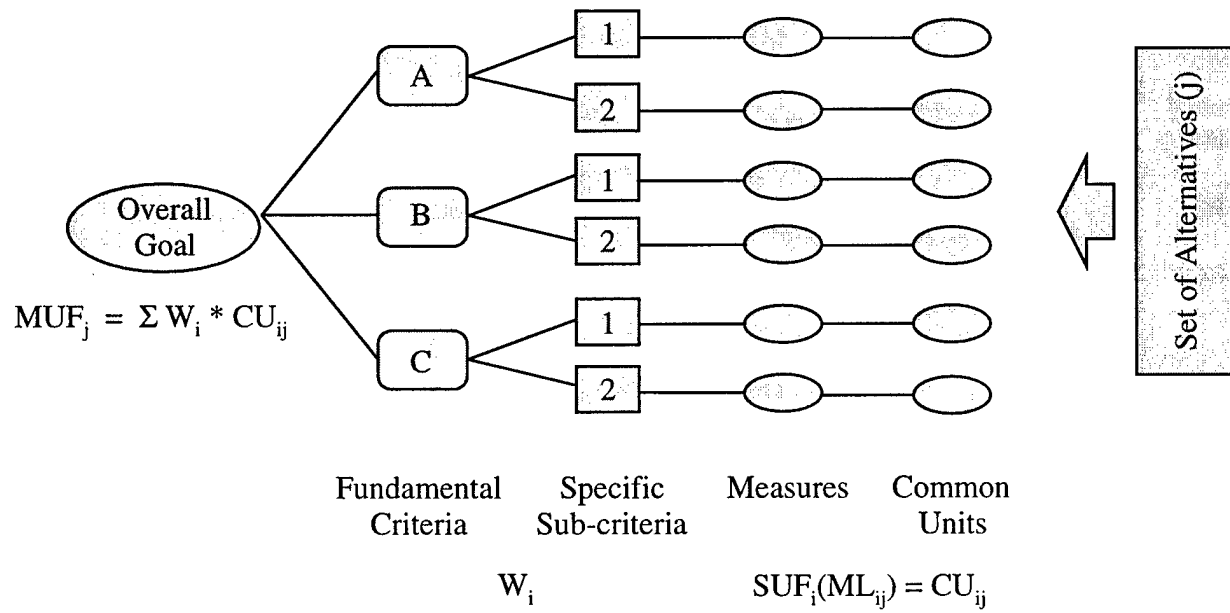 1
A
2
Set of Alternatives (j)
1
Overall
Goal
B
2
MUF_j = Σ W_i * CU_ij
1
C
2
Fundamental
Criteria
Specific
Sub-criteria
Measures
Common
Units
W_i
SUF_i(ML_ij) = CU_ij